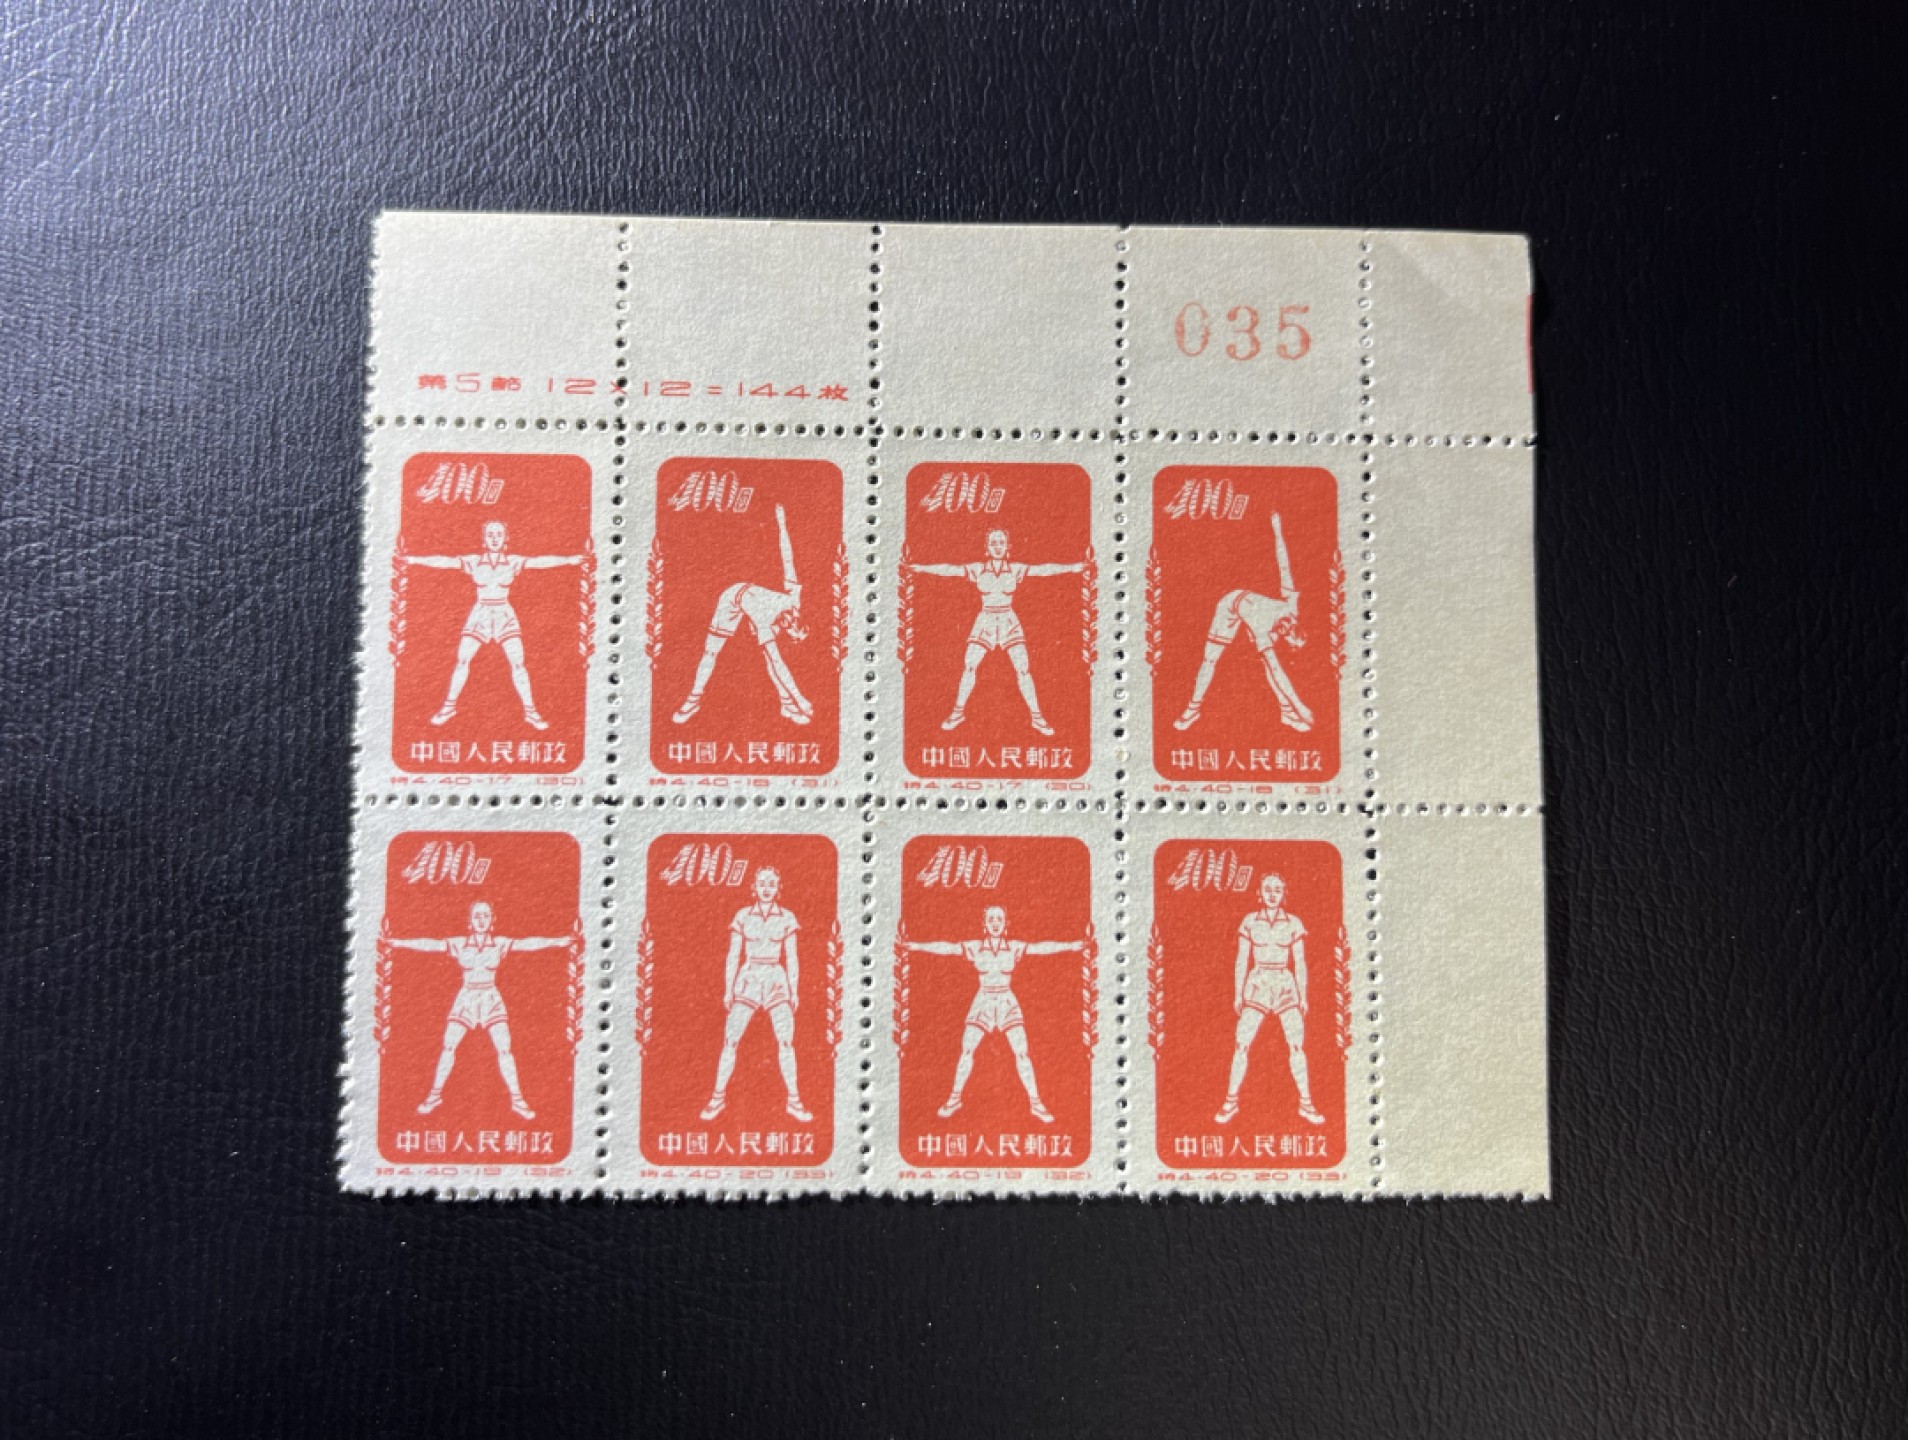 035
第5節 12×12=144枚
400圓 400圓 400圓 400圓
中國人民郵政 中國人民郵政 中國人民郵政 中國人民郵政
特4·40-17 (30) 特4·40-18 (31) 特4·40-17 (30) 特4·40-18 (31)
400圓 400圓 400圓 400圓
中國人民郵政 中國人民郵政 中國人民郵政 中國人民郵政
特4·40-19 (32) 特4·40-20 (33) 特4·40-19 (32) 特4·40-20 (33)